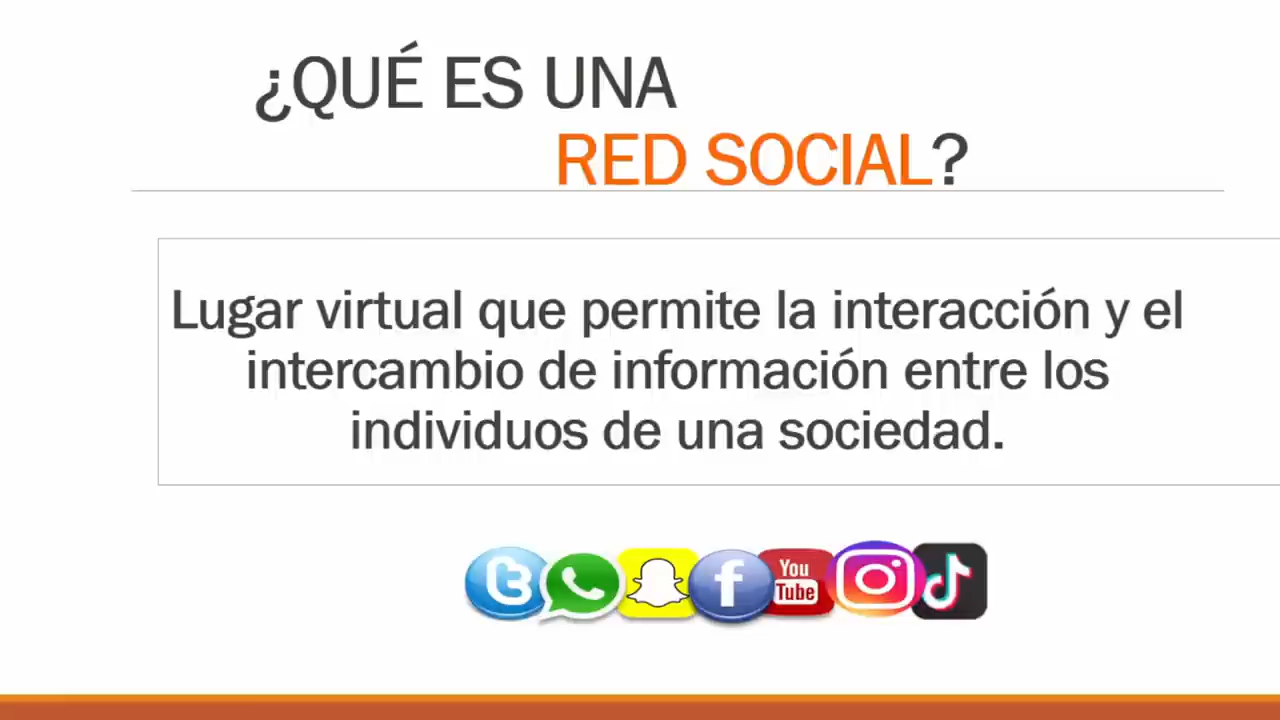 ¿QUÉ ES UNA
RED SOCIAL?
Lugar virtual que permite la interacción y el
intercambio de información entre los
individuos de una sociedad.
You
Tube